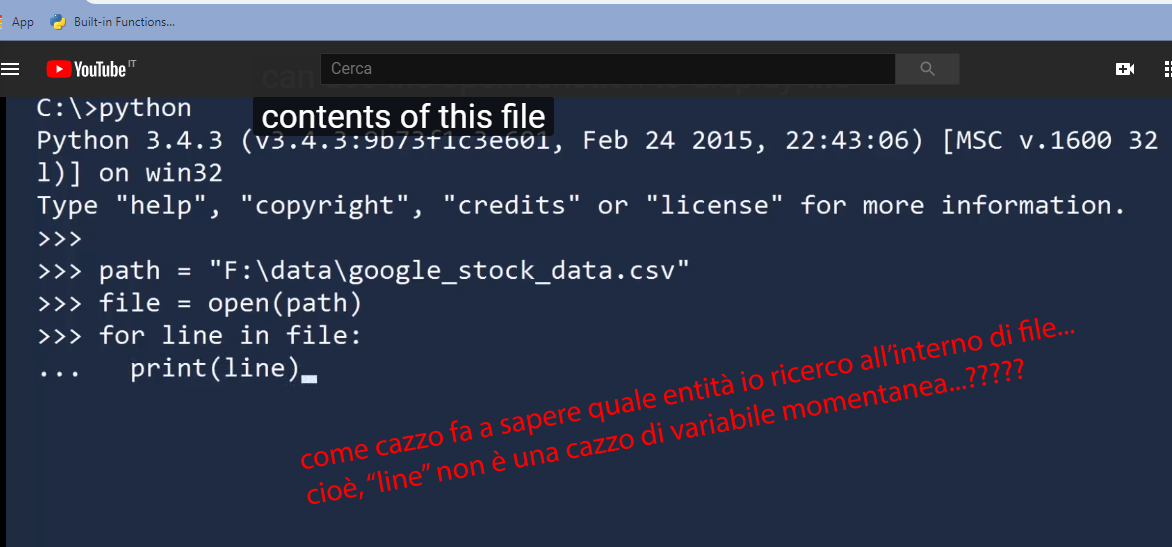 App Built-in Functions...
YouTube IT Cerca
contents of this file
C:\>python
Python 3.4.3 (v3.4.3:9b73f1c3e601, Feb 24 2015, 22:43:06) [MSC v.1600 32
l)] on win32
Type "help", "copyright", "credits" or "license" for more information.
>>>
>>> path = "F:\data\google_stock_data.csv"
>>> file = open(path)
>>> for line in file:
... print(line)
come cazzo fa a sapere quale entità io ricerco all'interno di file...
cioè, "line" non è una cazzo di variabile momentanea...?????